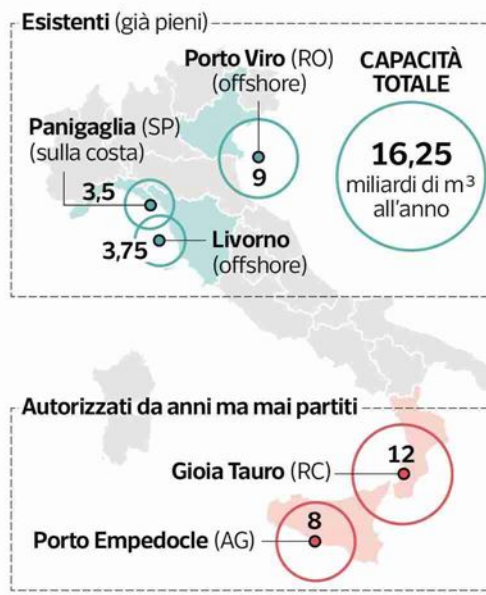 Esistenti (già pieni)
Porto Viro (RO)
(offshore)
9
CAPACITÀ
TOTALE
16,25
miliardi di m³
all'anno
Panigaglia (SP)
(sulla costa)
3,5
3,75
Livorno
(offshore)
Autorizzati da anni ma mai partiti
12
Gioia Tauro (RC)
8
Porto Empedocle (AG)